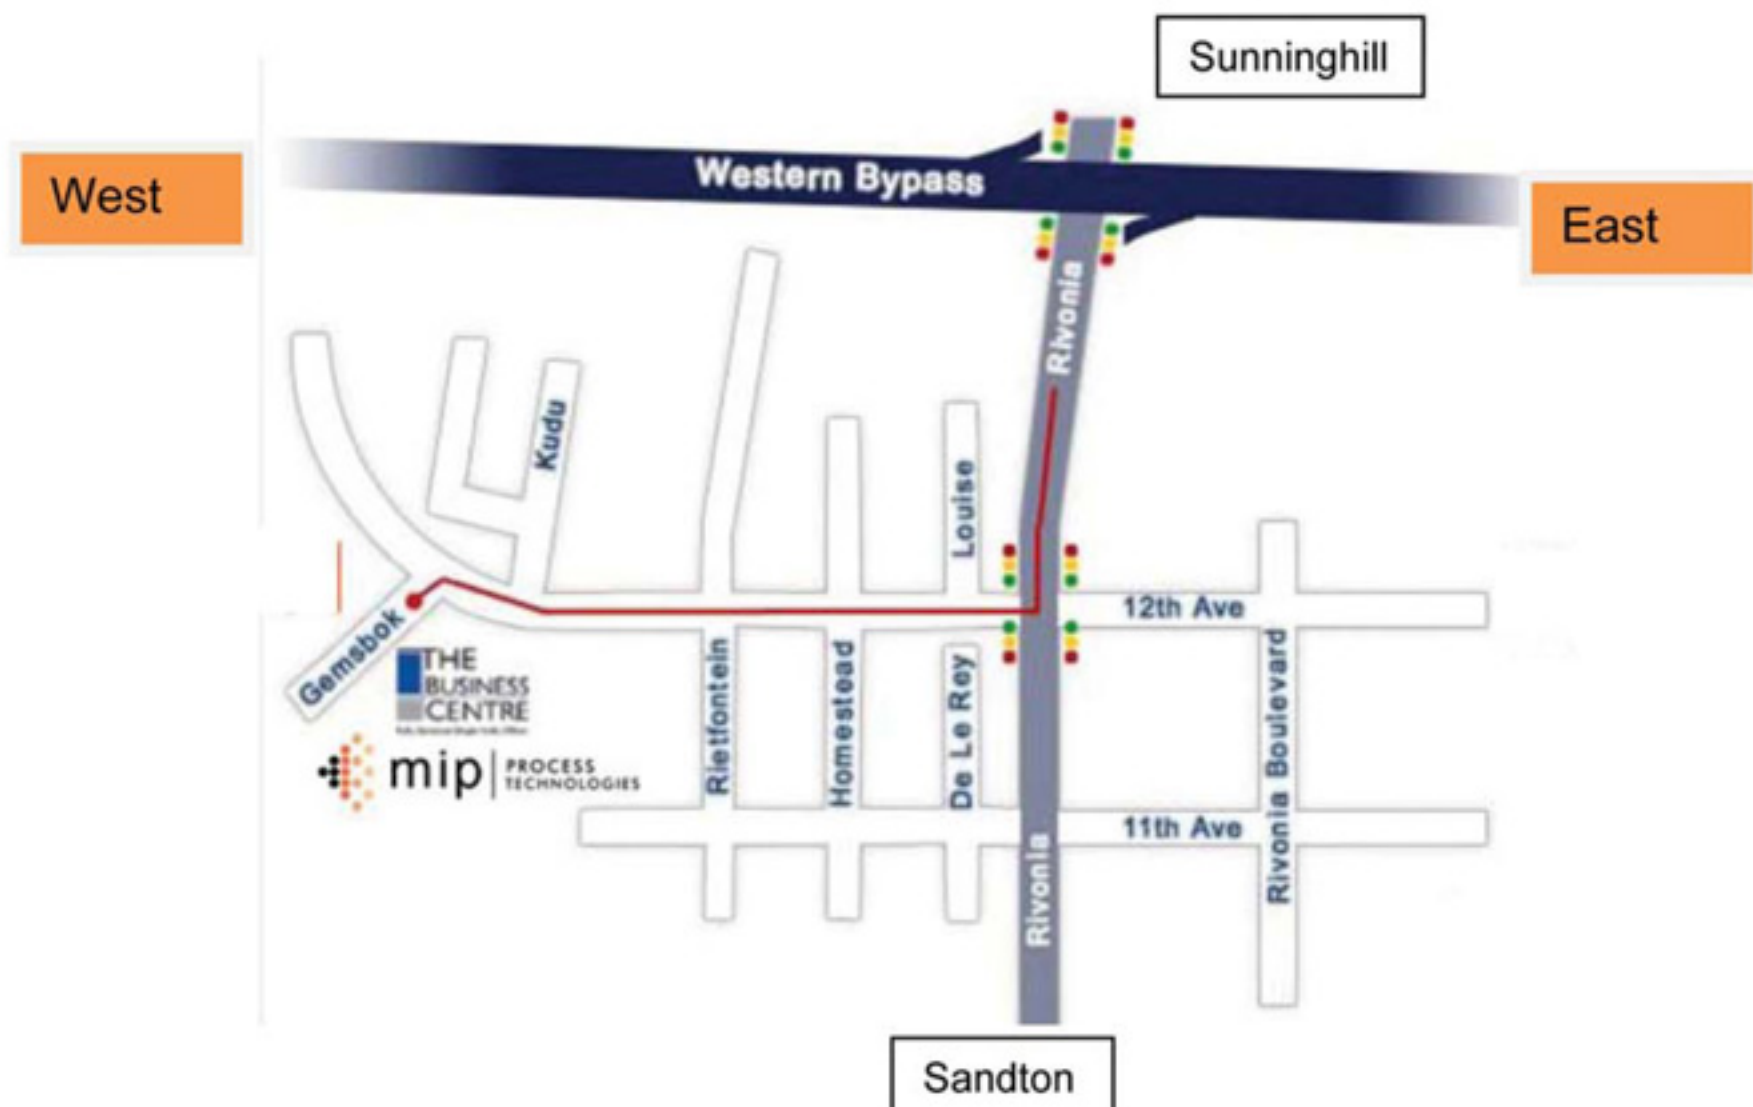 Sunninghill
West
Western Bypass
East
Rivonia
Kudu
Louise
12th Ave
Gemsbok
THE
BUSINESS
CENTRE
mip
PROCESS
TECHNOLOGIES
Rietfontein
Homestead
De Le Rey
Rivonia Boulevard
11th Ave
Rivonia
Sandton